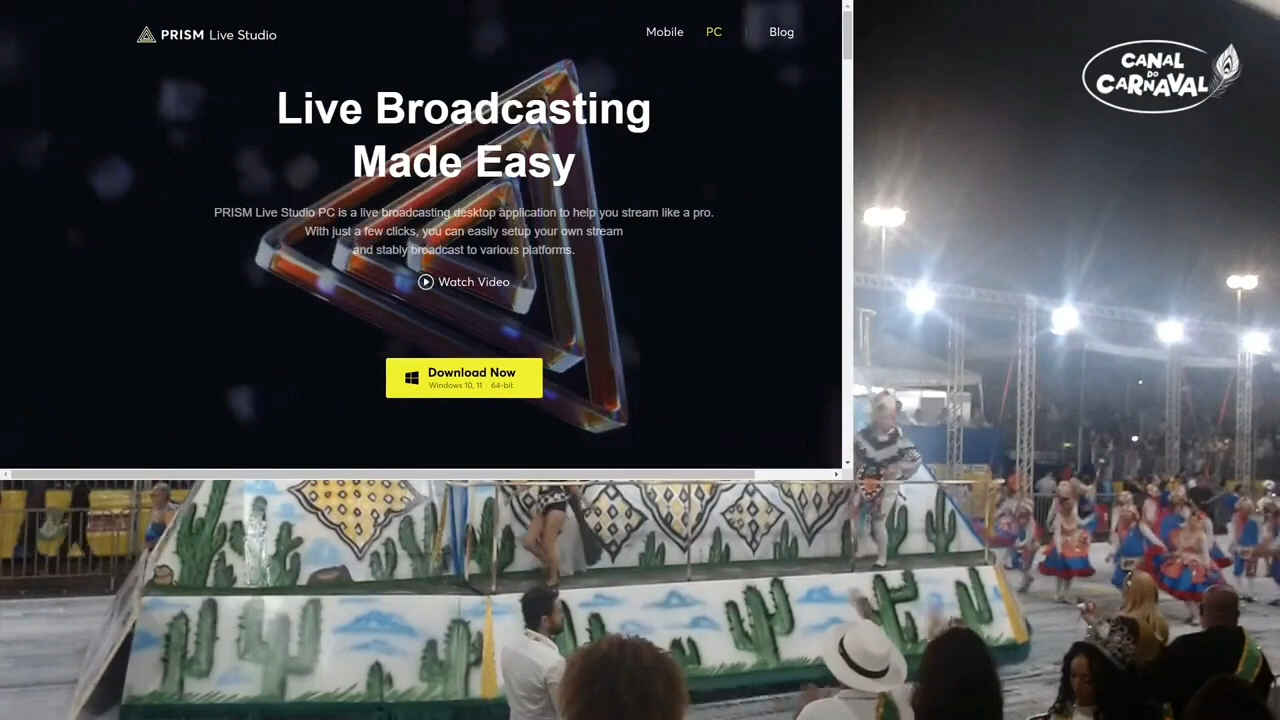 PRISM Live Studio
Mobile
PC
Blog
Live Broadcasting
Made Easy
PRISM Live Studio PC is a live broadcasting desktop application to help you stream like a pro.
With just a few clicks, you can easily setup your own stream
and stably broadcast to various platforms.
Watch Video
Download Now
Windows 10, 11 64-bit
CANAL
DO
CARNAVAL